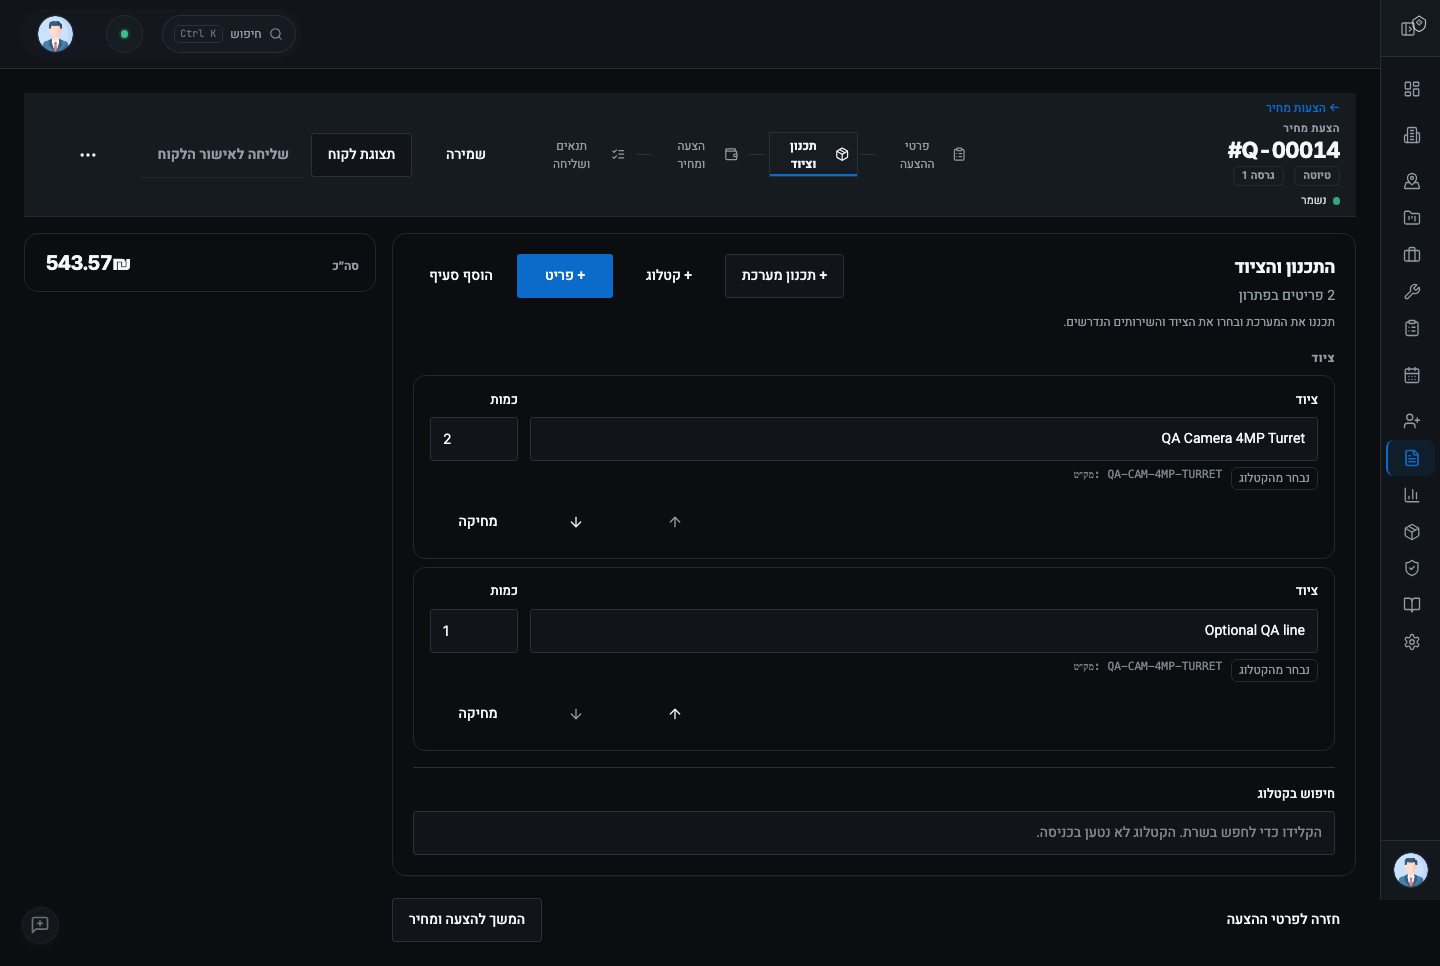 חיפוש Ctrl K
← הצעות מחיר
הצעת מחיר
#Q-00014
טיוטה גרסה 1
נשמר
פרטי ההצעה
תכנון וציוד
הצעה ומחיר
תנאים ושליחה
שמירה
תצוגת לקוח
שליחה לאישור הלקוח
התכנון והציוד
2 פריטים בפתרון
תכננו את המערכת ובחרו את הציוד והשירותים הנדרשים.
+ תכנון מערכת
+ קטלוג
+ פריט
הוסף סעיף
סה״כ
543.57₪
ציוד
ציוד כמות
QA Camera 4MP Turret 2
נבחר מהקטלוג מק״ט: QA-CAM-4MP-TURRET
↑ ↓ מחיקה
ציוד כמות
Optional QA line 1
נבחר מהקטלוג מק״ט: QA-CAM-4MP-TURRET
↑ ↓ מחיקה
חיפוש בקטלוג
הקלידו כדי לחפש בשרת. הקטלוג לא נטען בכניסה.
חזרה לפרטי ההצעה
המשך להצעה ומחיר